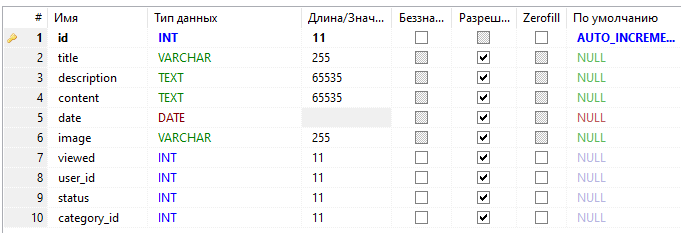 # Имя Тип данных Длина/Знач... Беззна... Разреш... Zerofill По умолчанию
1 id INT 11 AUTO_INCREME...
2 title VARCHAR 255 NULL
3 description TEXT 65535 NULL
4 content TEXT 65535 NULL
5 date DATE NULL
6 image VARCHAR 255 NULL
7 viewed INT 11 NULL
8 user_id INT 11 NULL
9 status INT 11 NULL
10 category_id INT 11 NULL